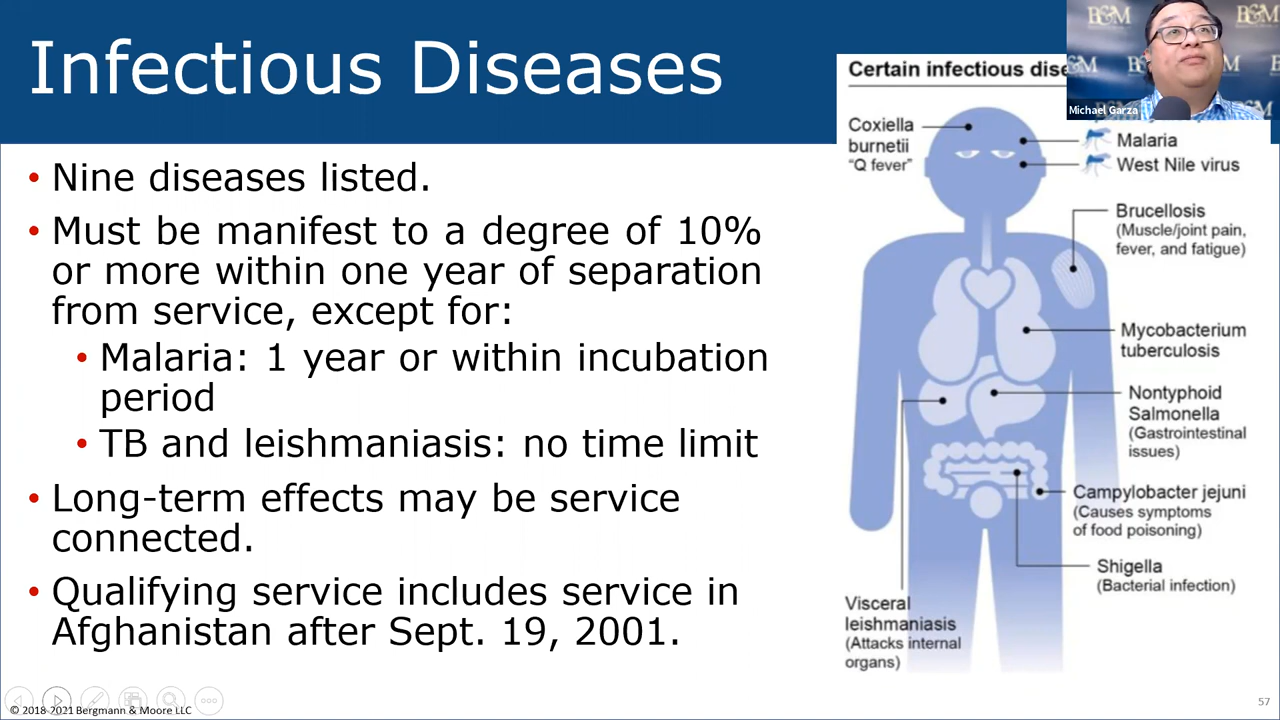 Infectious Diseases
• Nine diseases listed.
• Must be manifest to a degree of 10%
or more within one year of separation
from service, except for:
• Malaria: 1 year or within incubation
period
• TB and leishmaniasis: no time limit
• Long-term effects may be service
connected.
• Qualifying service includes service in
Afghanistan after Sept. 19, 2001.
Certain infectious
Coxiella
burnetii
“Q fever”
Malaria
West Nile virus
Brucellosis
(Muscle/joint pain,
fever, and fatigue)
Mycobacterium
tuberculosis
Nontyphoid
Salmonella
(Gastrointestinal
issues)
Campylobacter jejuni
(Causes symptoms
of food poisoning)
Shigella
(Bacterial infection)
Visceral
leishmaniasis
(Attacks internal
organs)
B&M
B&M
Michael Garza
© 2018-2021 Bergmann & Moore LLC
57